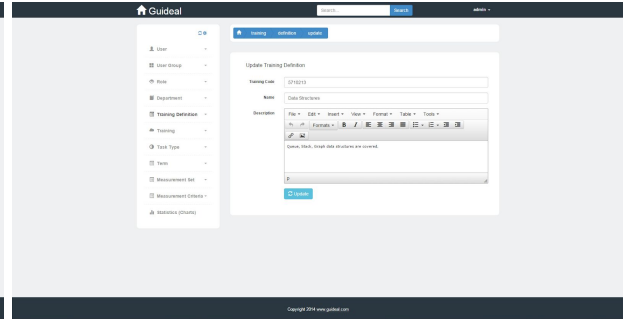 Guideal
Search...
Search
admin
training definition update
User
User Group
Role
Department
Training Definition
Training
Task Type
Term
Measurement Set
Measurement Criteria
Statistics (Charts)
Update Training Definition
Training Code
5710213
Name
Data Structures
Description
File Edit Insert View Format Table Tools
Formats B I
Queue, Stack, Graph data structures are covered.
p
Update
Copyright 2014 www.guideal.com